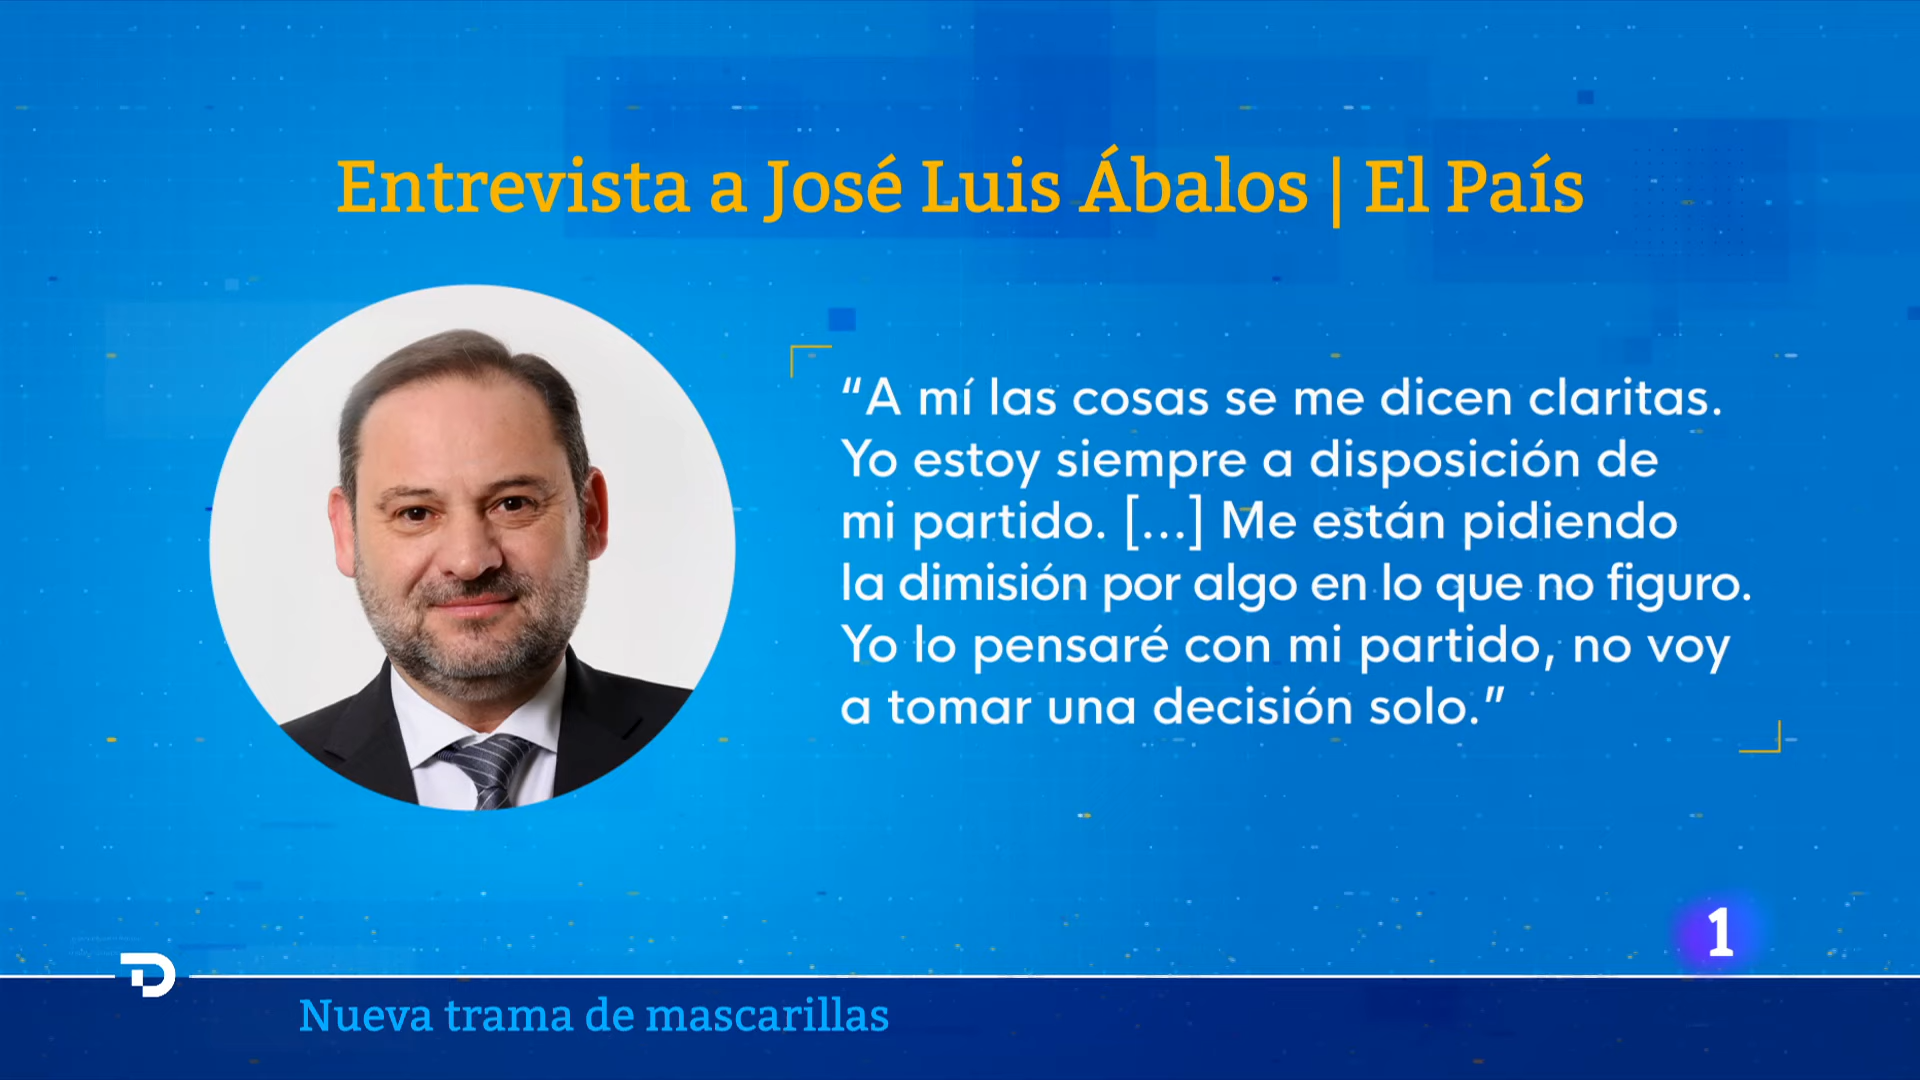 Entrevista a José Luis Ábalos | El País
“A mí las cosas se me dicen claritas.
Yo estoy siempre a disposición de
mi partido. [...] Me están pidiendo
la dimisión por algo en lo que no figuro.
Yo lo pensaré con mi partido, no voy
a tomar una decisión solo.”
1
Nueva trama de mascarillas